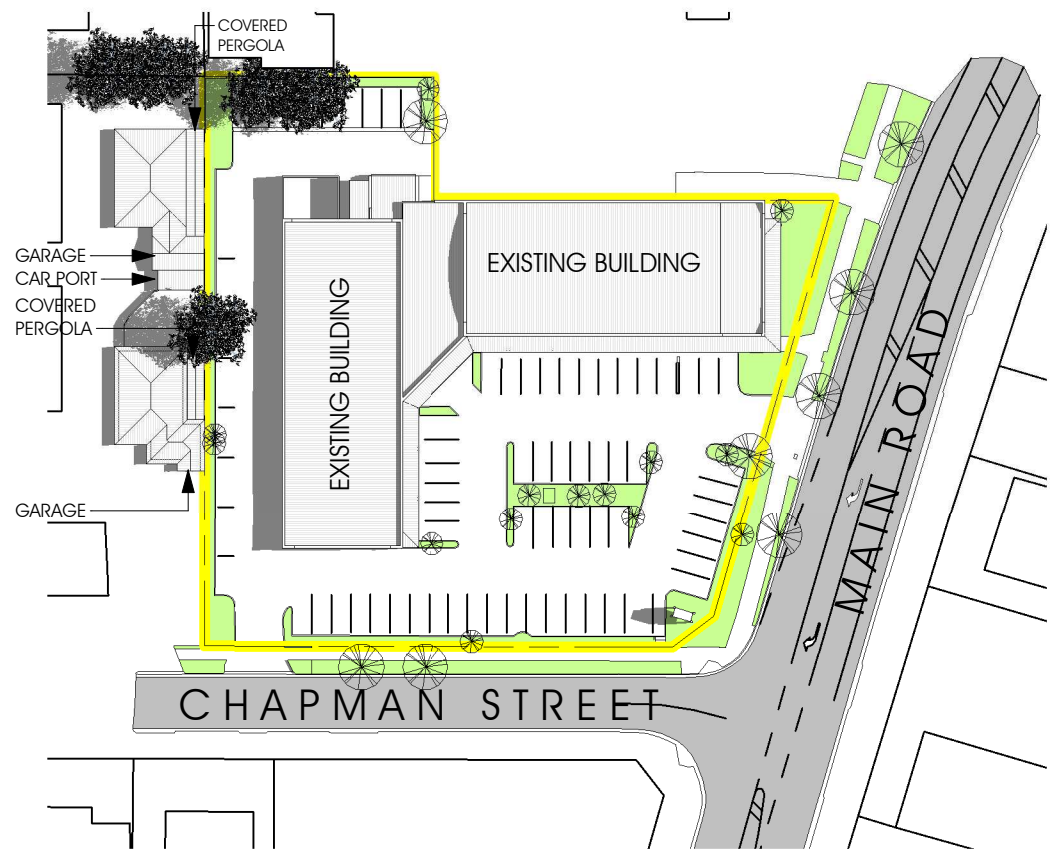 COVERED
PERGOLA
GARAGE
CAR PORT
COVERED
PERGOLA
GARAGE
EXISTING BUILDING
EXISTING BUILDING
MAIN ROAD
CHAPMAN STREET